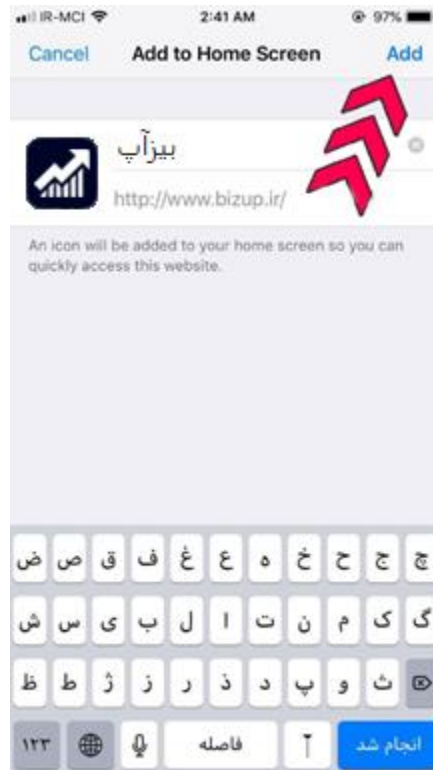 IR-MCI 2:41 AM 97%
Cancel Add to Home Screen Add
بیزآپ
http://www.bizup.ir/
An icon will be added to your home screen so you can
quickly access this website.
ض ص ق ف غ ع ه خ ح ج چ
ش س ی ب ل ا ت ن م ک گ
ظ ط ژ ز ر ذ د پ و ث
۱۲۳ فاصله انجام شد